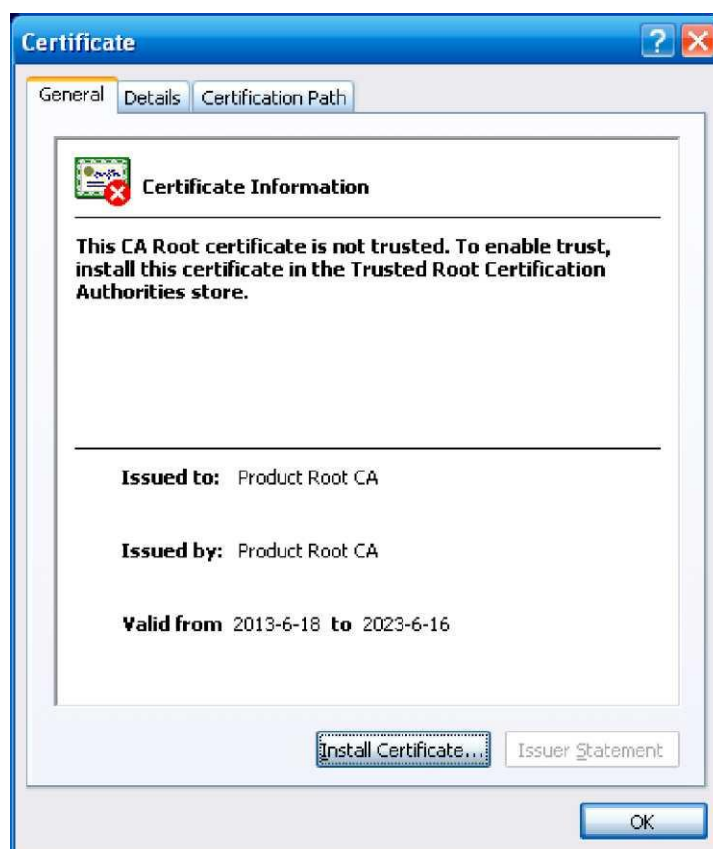 Certificate
General Details Certification Path
Certificate Information
This CA Root certificate is not trusted. To enable trust,
install this certificate in the Trusted Root Certification
Authorities store.
Issued to: Product Root CA
Issued by: Product Root CA
Valid from 2013-6-18 to 2023-6-16
Install Certificate... Issuer Statement
OK